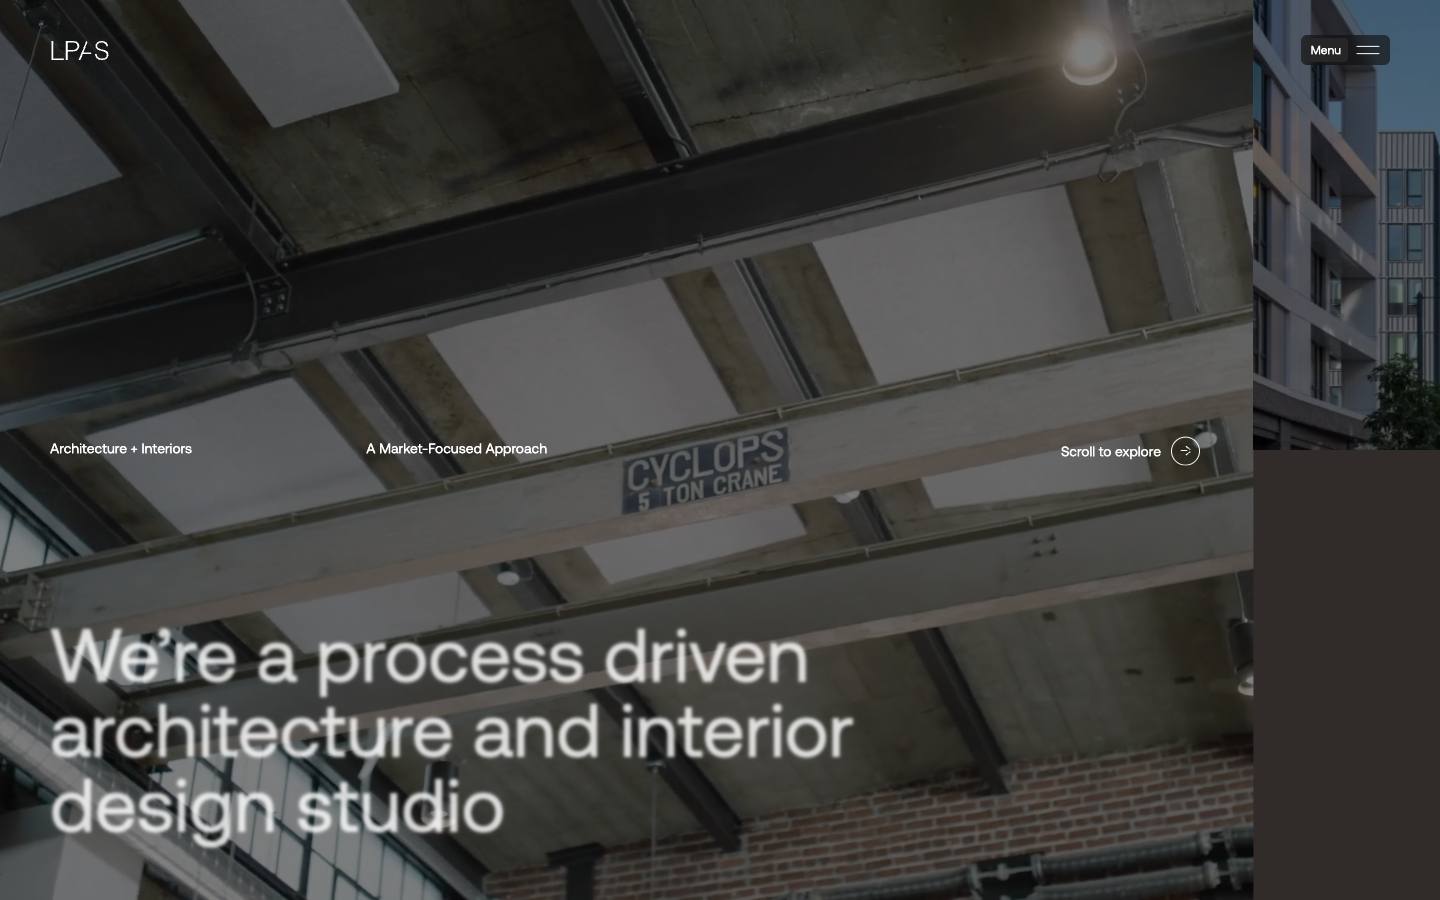 LPAS
Menu
Architecture + Interiors
A Market-Focused Approach
Scroll to explore
CYCLOPS
5 TON CRANE
We’re a process driven
architecture and interior
design studio